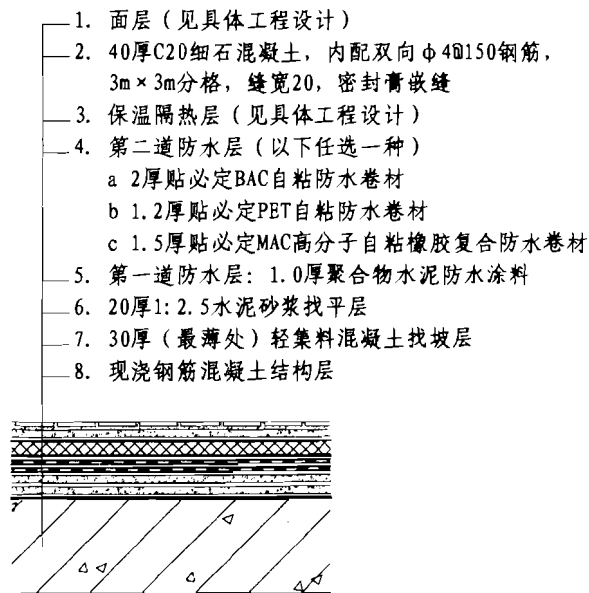 1. 面层（见具体工程设计）
2. 40厚C20细石混凝土，内配双向φ4@150钢筋，
3m×3m分格，缝宽20，密封膏嵌缝
3. 保温隔热层（见具体工程设计）
4. 第二道防水层（以下任选一种）
a 2厚贴必定BAC自粘防水卷材
b 1.2厚贴必定PET自粘防水卷材
c 1.5厚贴必定MAC高分子自粘橡胶复合防水卷材
5. 第一道防水层: 1.0厚聚合物水泥防水涂料
6. 20厚1:2.5水泥砂浆找平层
7. 30厚（最薄处）轻集料混凝土找坡层
8. 现浇钢筋混凝土结构层